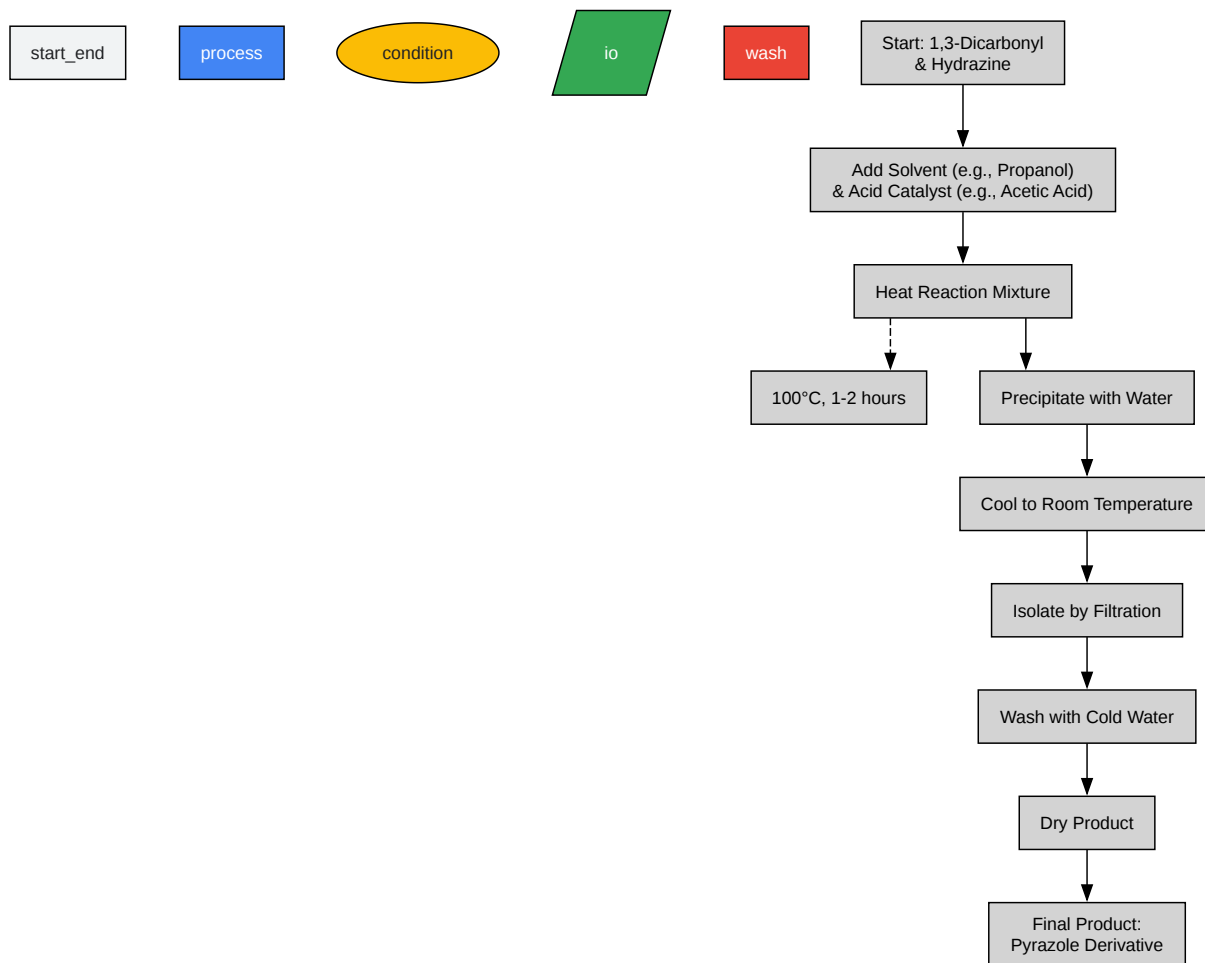 start_end
process
condition
io
wash
Start: 1,3-Dicarbonyl
& Hydrazine
Add Solvent (e.g., Propanol)
& Acid Catalyst (e.g., Acetic Acid)
Heat Reaction Mixture
100°C, 1-2 hours
Precipitate with Water
Cool to Room Temperature
Isolate by Filtration
Wash with Cold Water
Dry Product
Final Product:
Pyrazole Derivative